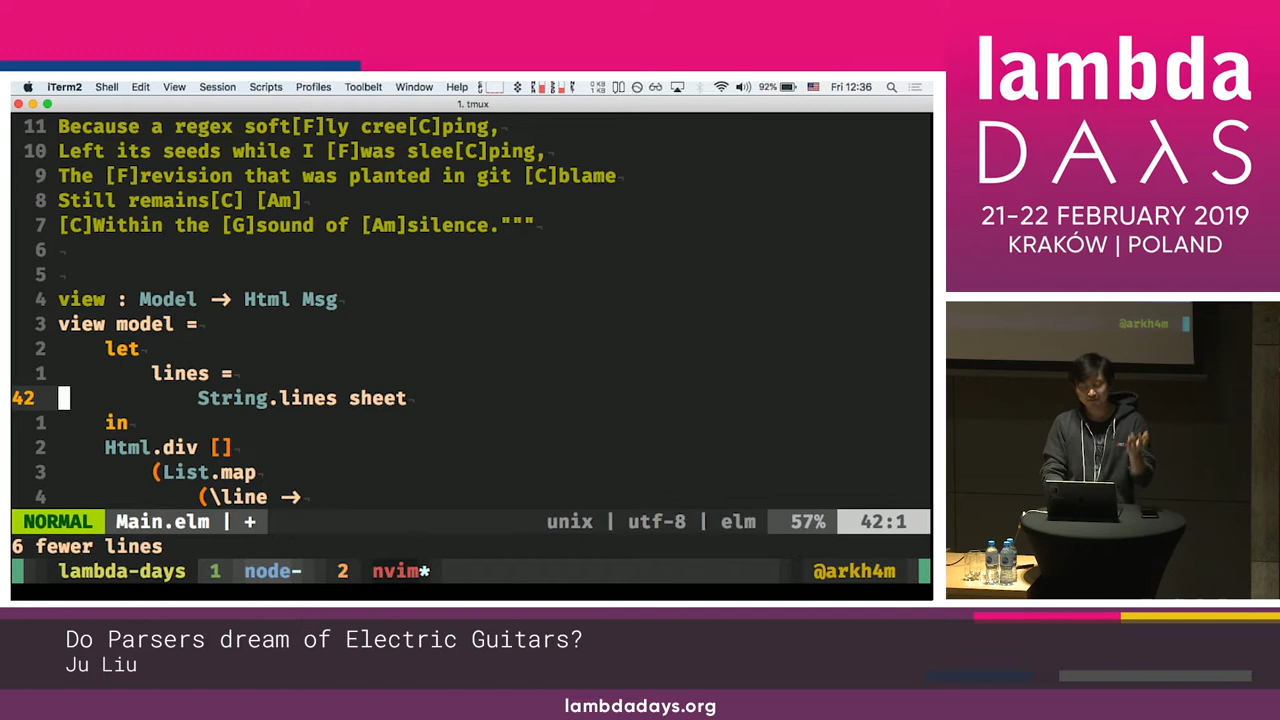 iTerm2 Shell Edit View Session Scripts Profiles Toolbelt Window Help 92% Fri 12:36
1. tmux
11 Because a regex soft[F]ly cree[C]ping,
10 Left its seeds while I [F]was slee[C]ping,
9 The [F]revision that was planted in git [C]blame
8 Still remains[C] [Am]
7 [C]Within the [G]sound of [Am]silence."""
6
5
4 view : Model -> Html Msg
3 view model =
2 let
1 lines =
42 String.lines sheet
1 in
2 Html.div []
3 (List.map
4 (\line ->
NORMAL Main.elm | + unix | utf-8 | elm 57% 42:1
6 fewer lines
lambda-days 1 node- 2 nvim* @arkh4m
lambda
DAλS
21-22 FEBRUARY 2019
KRAKÓW | POLAND
@arkh4m
Do Parsers dream of Electric Guitars?
Ju Liu
lambdadays.org